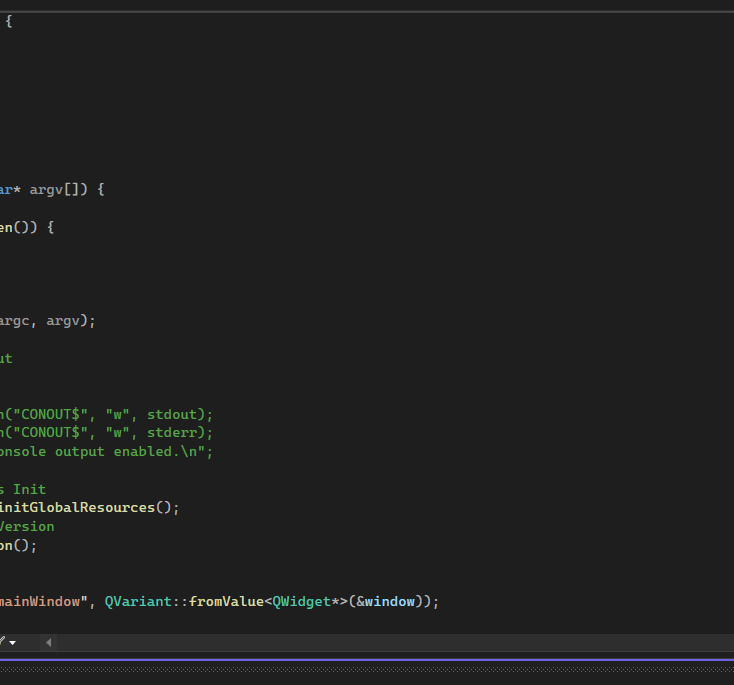 {
ar* argv[]) {
en()) {
argc, argv);
ut
n("CONOUT$", "w", stdout);
n("CONOUT$", "w", stderr);
onsole output enabled.\n";
s Init
initGlobalResources();
Version
on();
mainWindow", QVariant::fromValue<QWidget*>(&window));